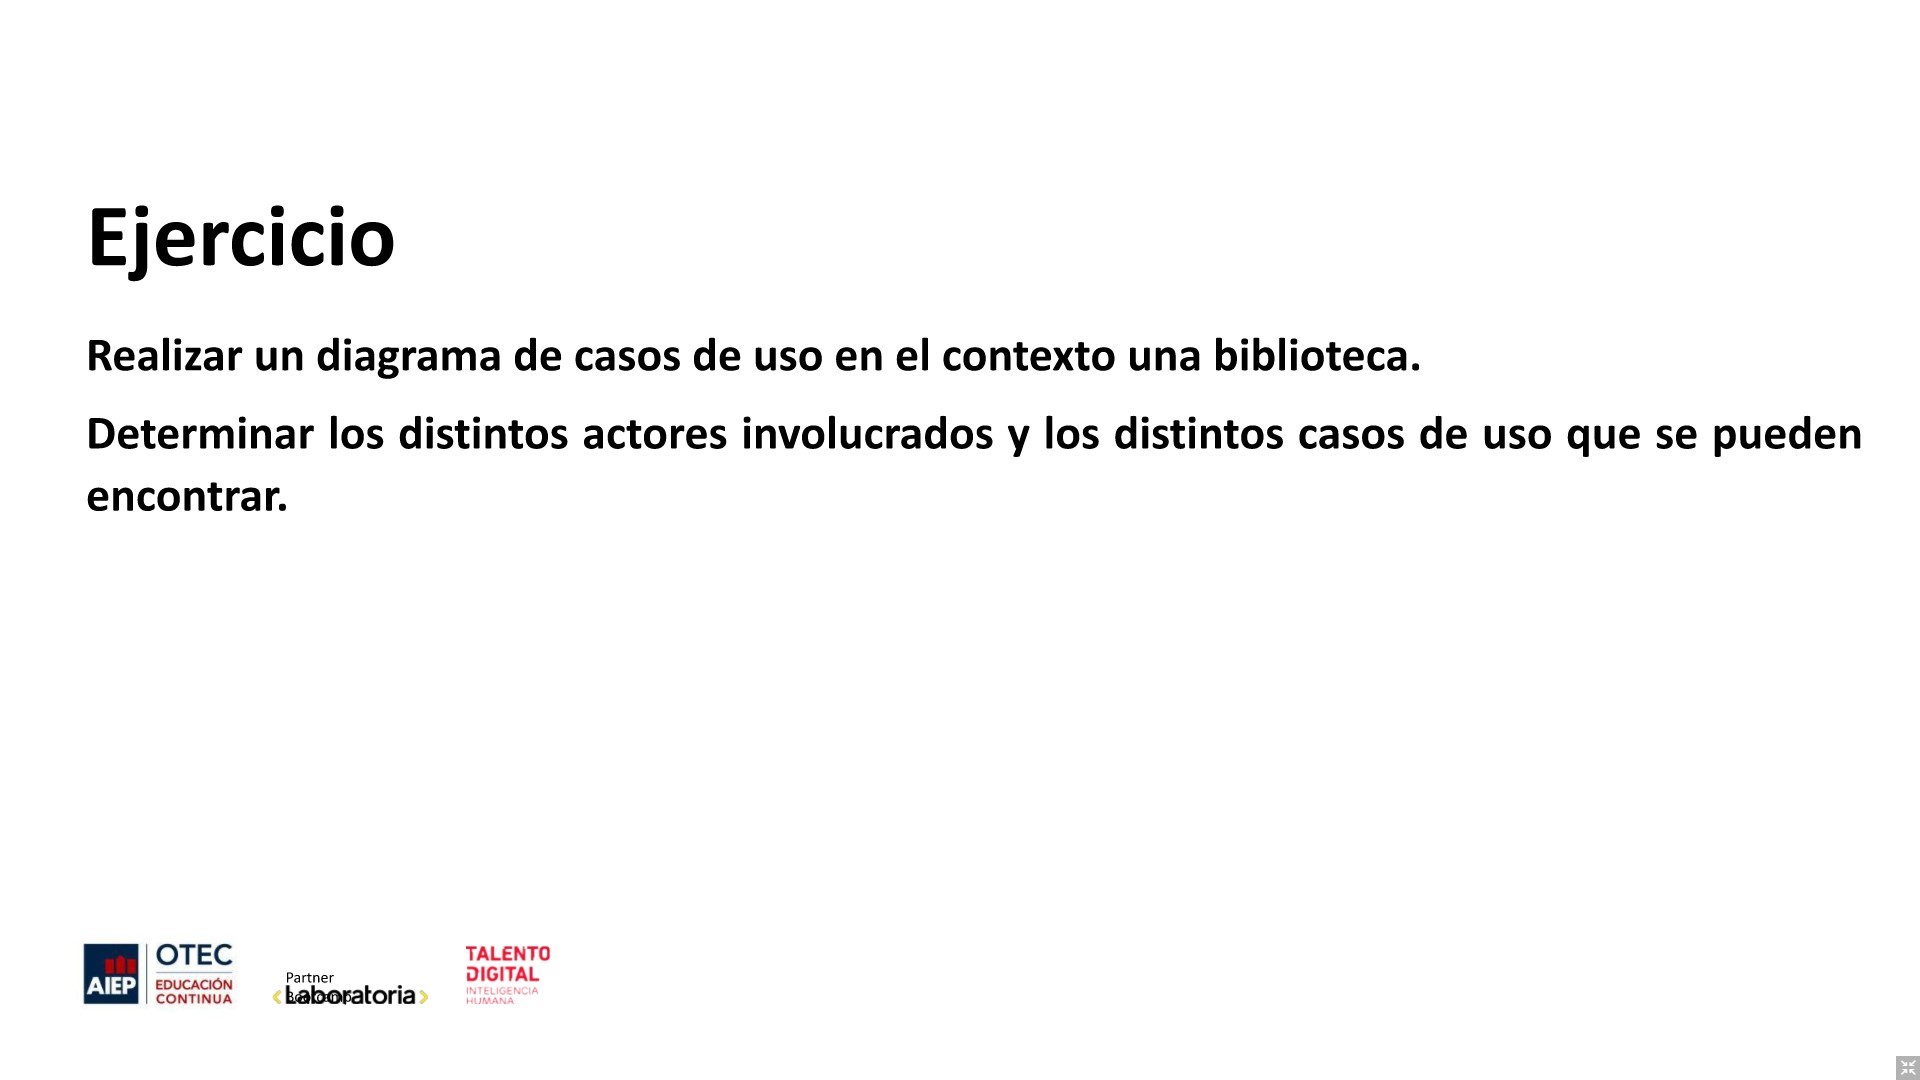 Ejercicio
Realizar un diagrama de casos de uso en el contexto una biblioteca.
Determinar los distintos actores involucrados y los distintos casos de uso que se pueden
encontrar.
AIEP
OTEC
EDUCACIÓN
CONTINUA
Partner
Laboratoria
TALENTO
DIGITAL
INTELIGENCIA
HUMANA